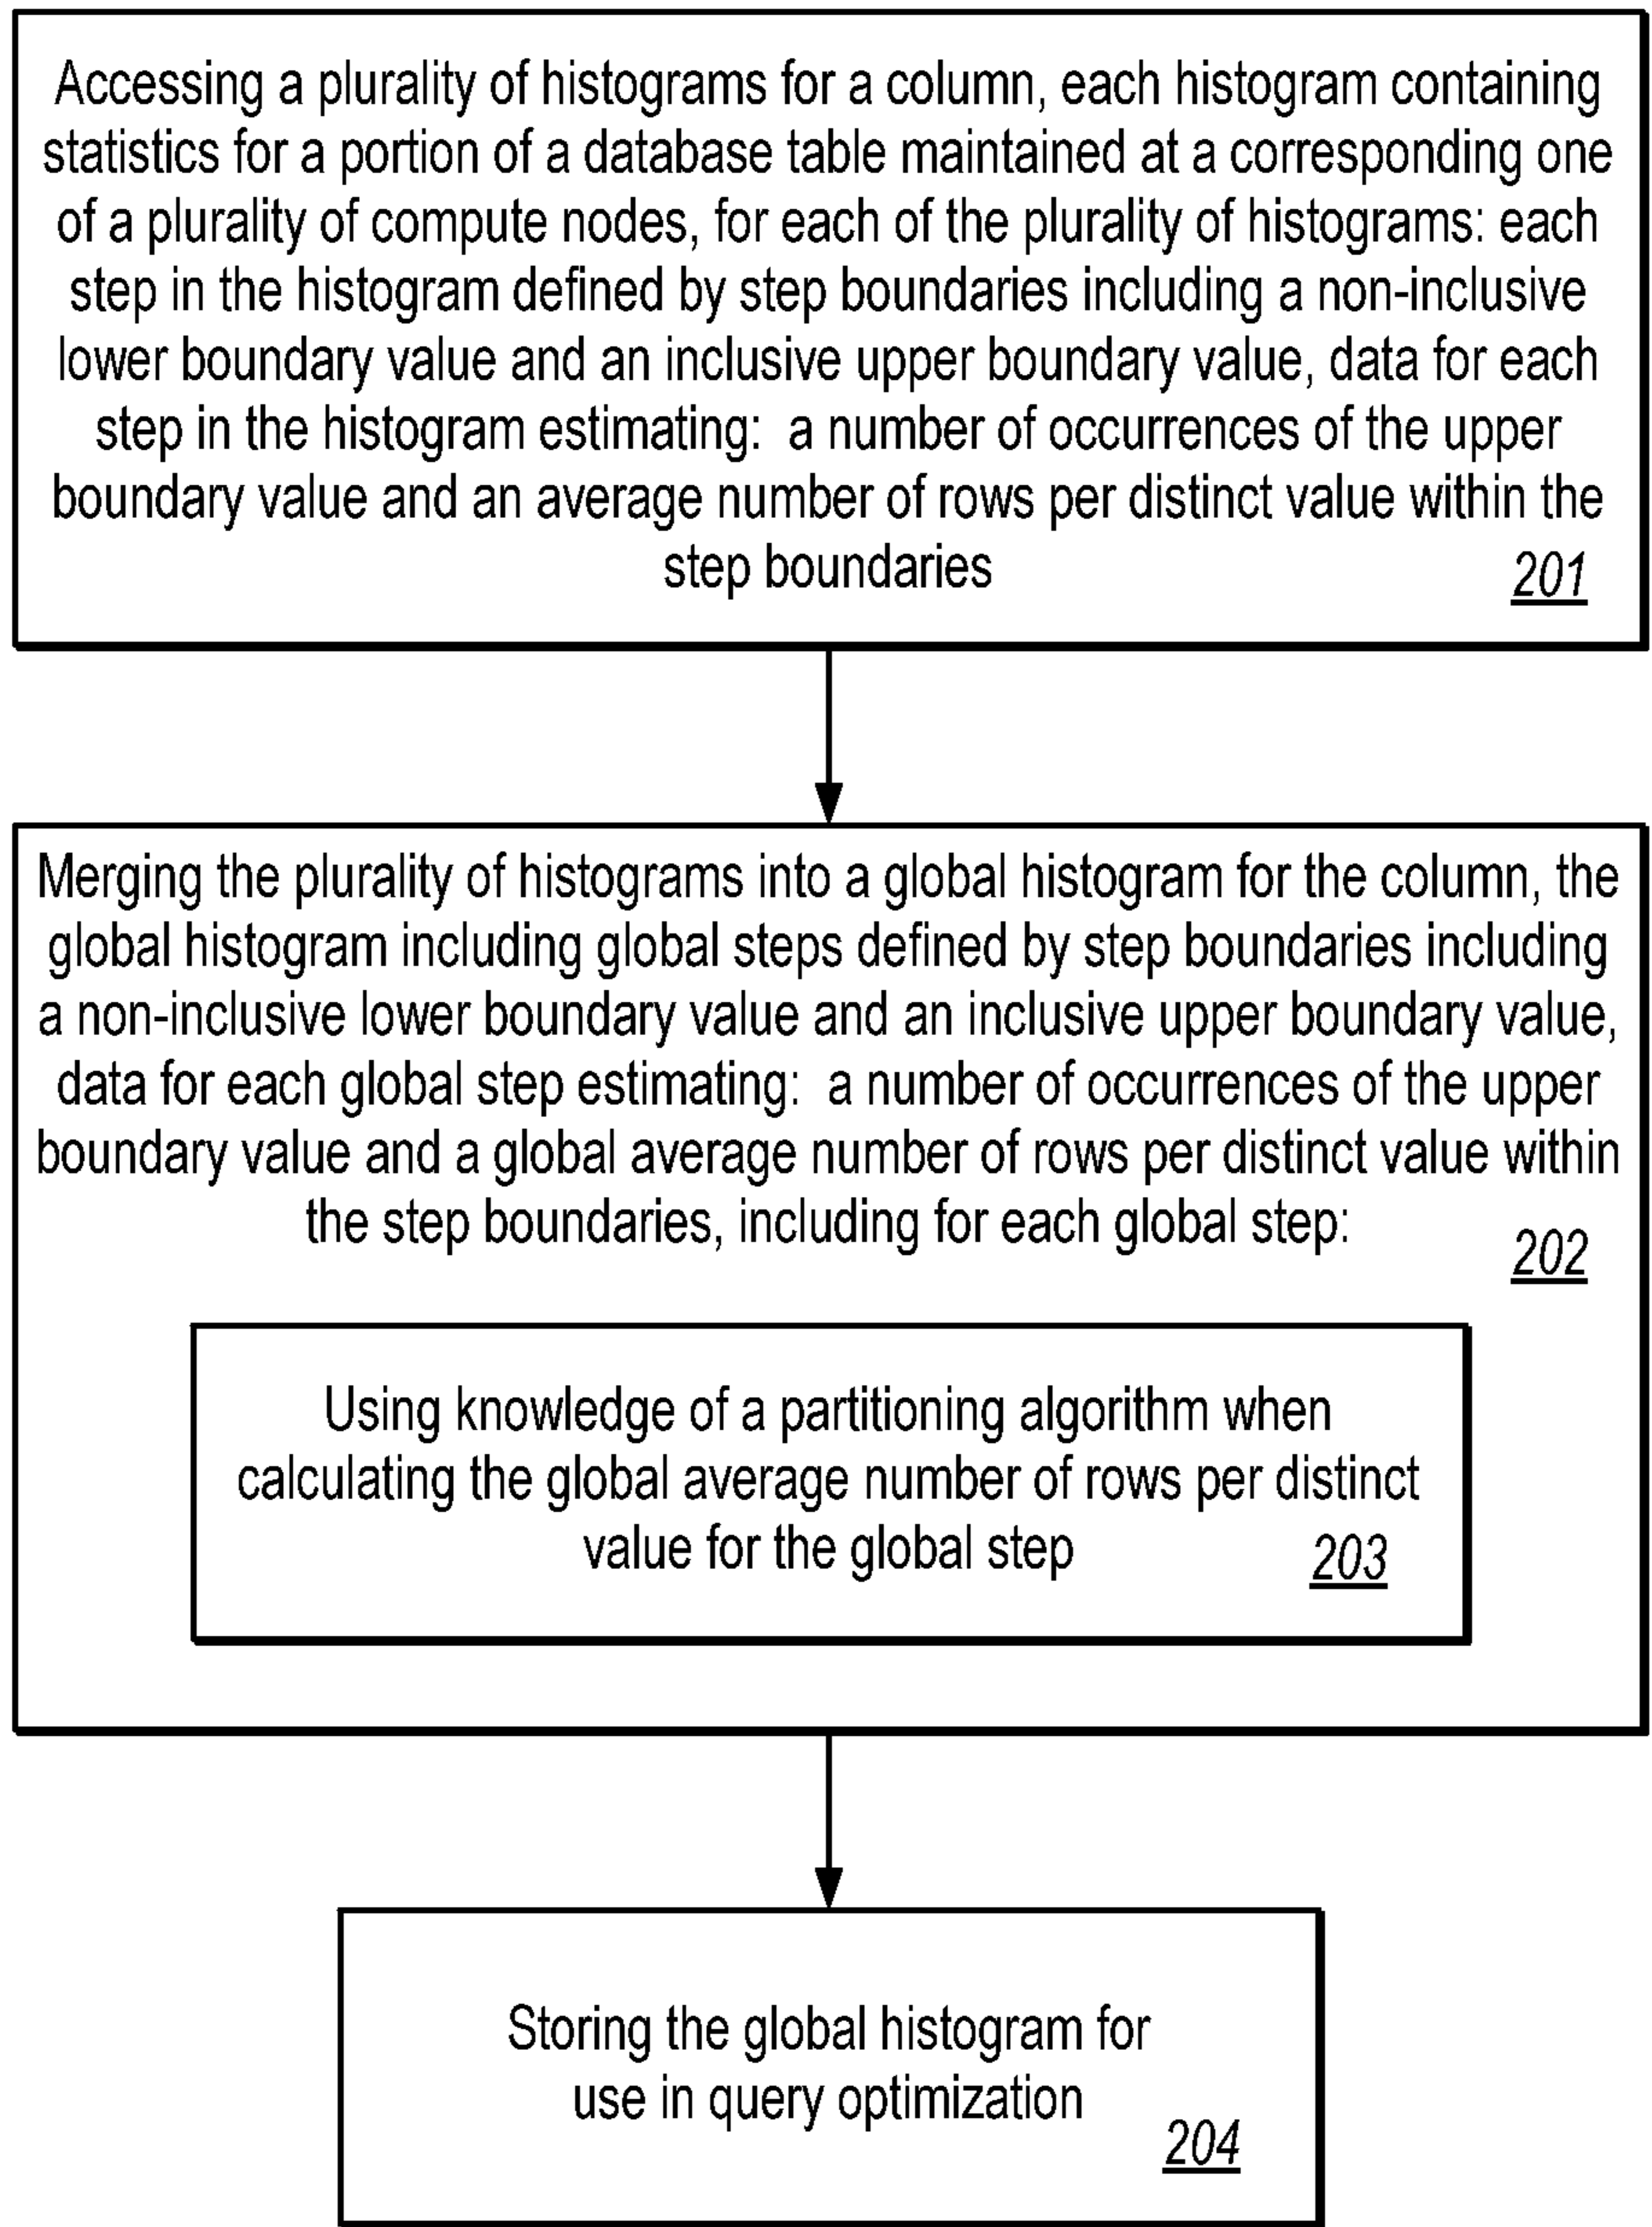 Accessing a plurality of histograms for a column, each histogram containing
statistics for a portion of a database table maintained at a corresponding one
of a plurality of compute nodes, for each of the plurality of histograms: each
step in the histogram defined by step boundaries including a non-inclusive
lower boundary value and an inclusive upper boundary value, data for each
step in the histogram estimating: a number of occurrences of the upper
boundary value and an average number of rows per distinct value within the
step boundaries
201
Merging the plurality of histograms into a global histogram for the column, the
global histogram including global steps defined by step boundaries including
a non-inclusive lower boundary value and an inclusive upper boundary value,
data for each global step estimating: a number of occurrences of the upper
boundary value and a global average number of rows per distinct value within
the step boundaries, including for each global step:
202
Using knowledge of a partitioning algorithm when
calculating the global average number of rows per distinct
value for the global step
203
Storing the global histogram for
use in query optimization
204